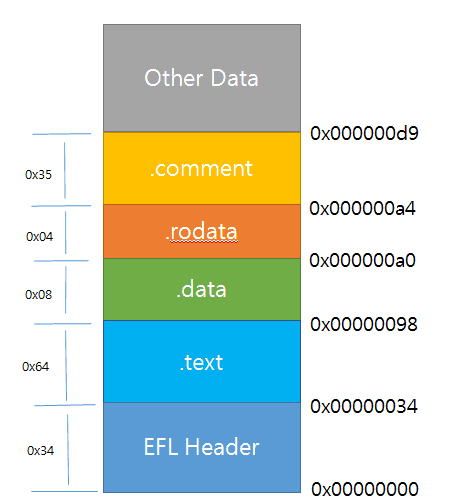 Other Data
0x000000d9
0x35
.comment
0x000000a4
0x04
.rodata
0x000000a0
0x08
.data
0x00000098
0x64
.text
0x00000034
0x34
EFL Header
0x00000000